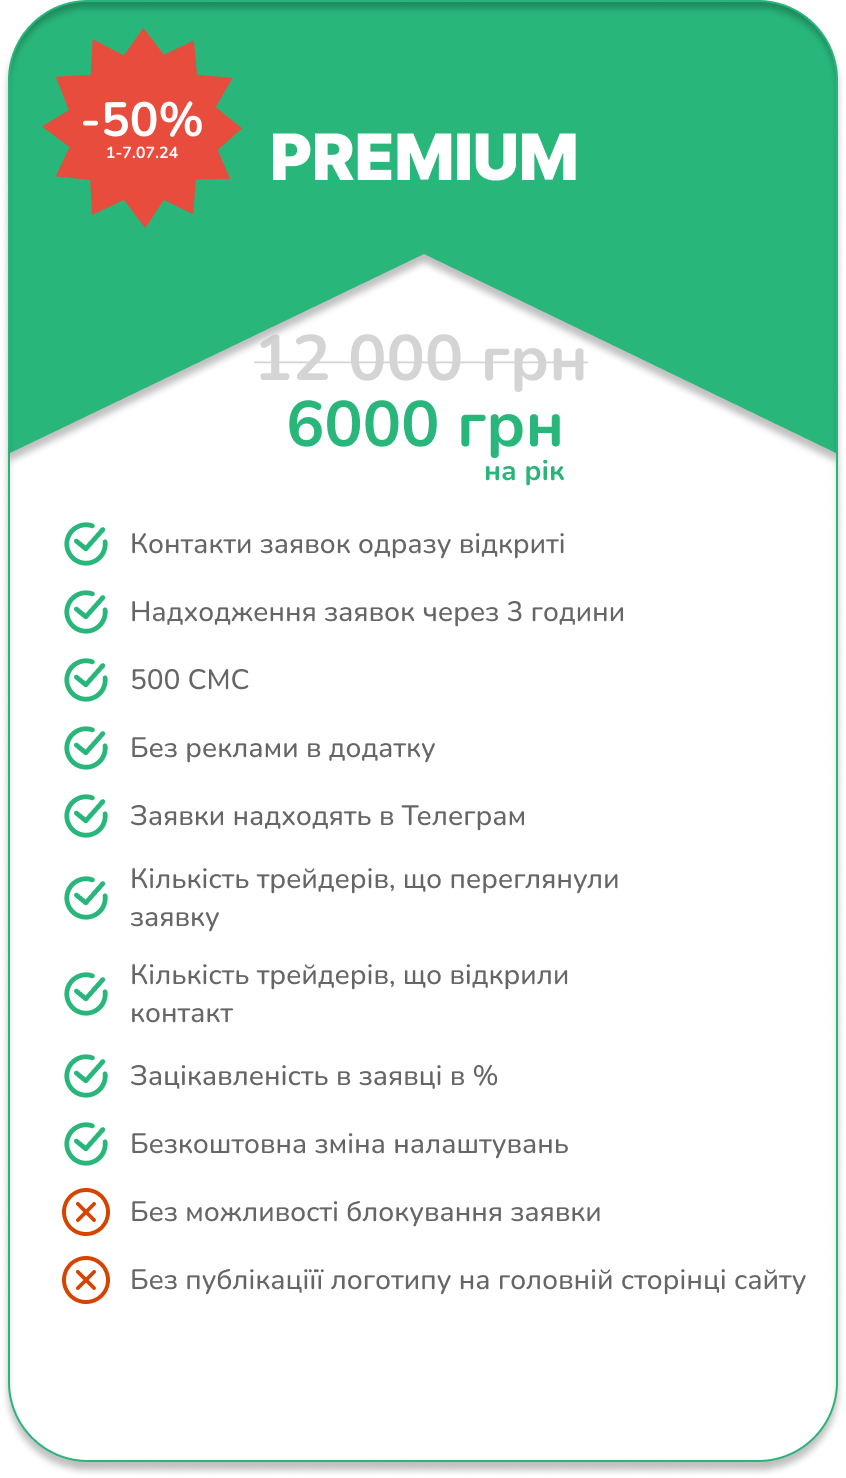 -50%
1-7.07.24
PREMIUM
12 000 грн
6000 грн
на рік
Контакти заявок одразу відкриті
Надходження заявок через 3 години
500 СМС
Без реклами в додатку
Заявки надходять в Телеграм
Кількість трейдерів, що переглянули
заявку
Кількість трейдерів, що відкрили
контакт
Зацікавленість в заявці в %
Безкоштовна зміна налаштувань
Без можливості блокування заявки
Без публікаціїї логотипу на головній сторінці сайту